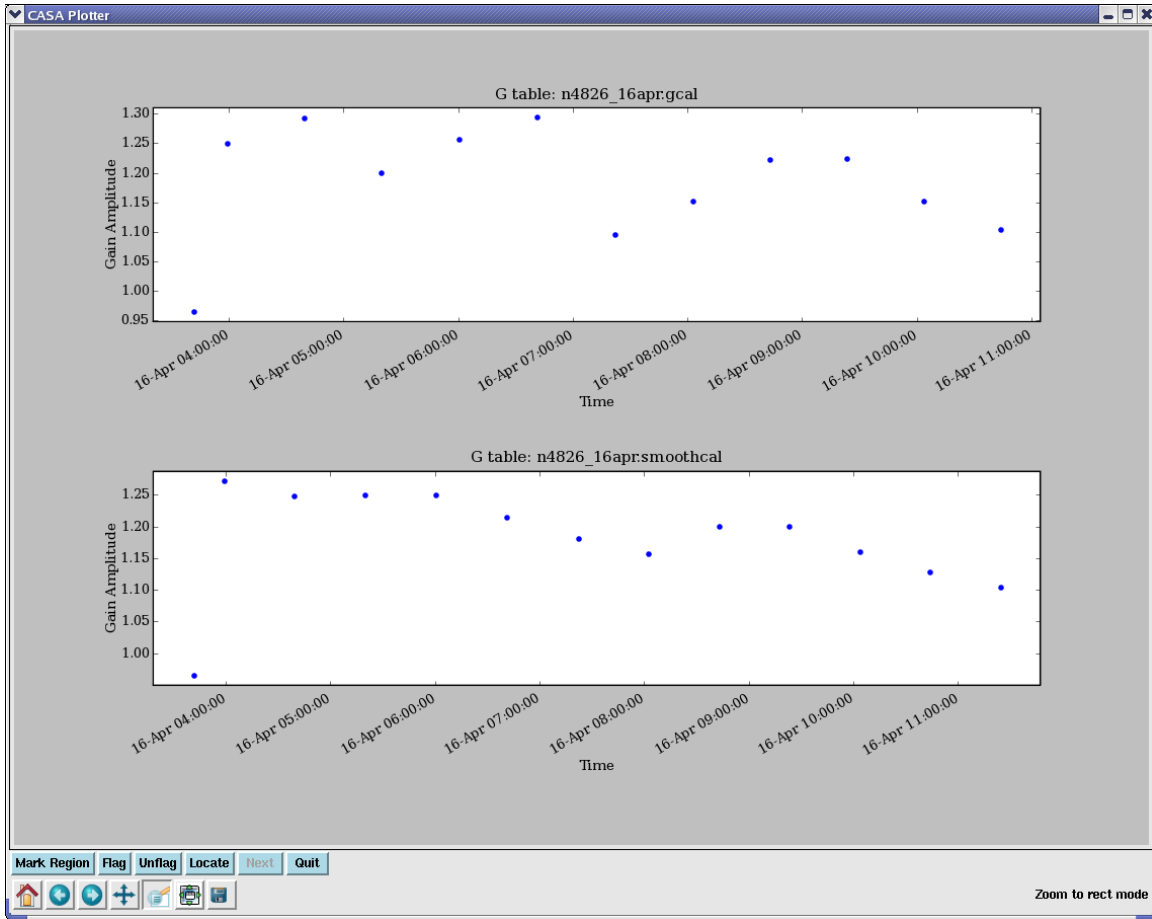 CASA Plotter
G table: n4826_16apr.gcal
Gain Amplitude
1.30
1.25
1.20
1.15
1.10
1.05
1.00
0.95
16-Apr 04:00:00
16-Apr 05:00:00
16-Apr 06:00:00
16-Apr 07:00:00
16-Apr 08:00:00
16-Apr 09:00:00
16-Apr 10:00:00
16-Apr 11:00:00
Time
G table: n4826_16apr.smoothcal
Gain Amplitude
1.25
1.20
1.15
1.10
1.05
1.00
16-Apr 04:00:00
16-Apr 05:00:00
16-Apr 06:00:00
16-Apr 07:00:00
16-Apr 08:00:00
16-Apr 09:00:00
16-Apr 10:00:00
16-Apr 11:00:00
Time
Mark Region Flag Unflag Locate Next Quit
Zoom to rect mode